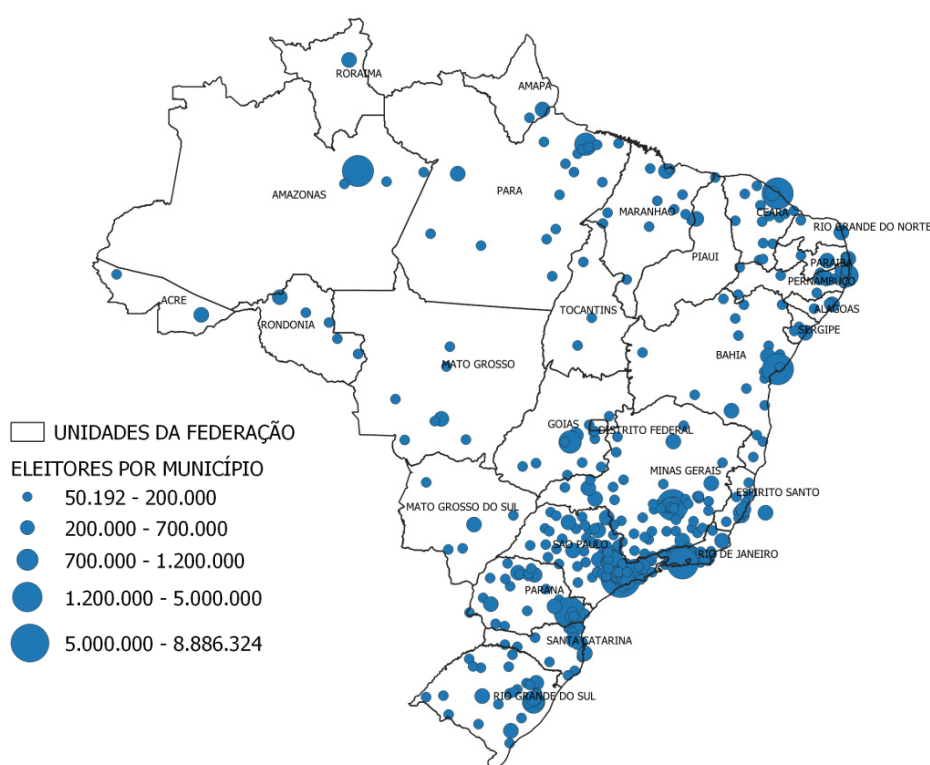 RORAIMA
AMAPA
AMAZONAS
PARA
MARANHAO
CEARA
RIO GRANDE DO NORTE
PIAUI
PARAIBA
PERNAMBUCO
ACRE
RONDONIA
TOCANTINS
ALAGOAS
SERGIPE
BAHIA
MATO GROSSO
GOIAS
DISTRITO FEDERAL
MINAS GERAIS
ESPIRITO SANTO
MATO GROSSO DO SUL
SAO PAULO
RIO DE JANEIRO
PARANA
SANTA CATARINA
RIO GRANDE DO SUL
UNIDADES DA FEDERAÇÃO
ELEITORES POR MUNICÍPIO
50.192 - 200.000
200.000 - 700.000
700.000 - 1.200.000
1.200.000 - 5.000.000
5.000.000 - 8.886.324